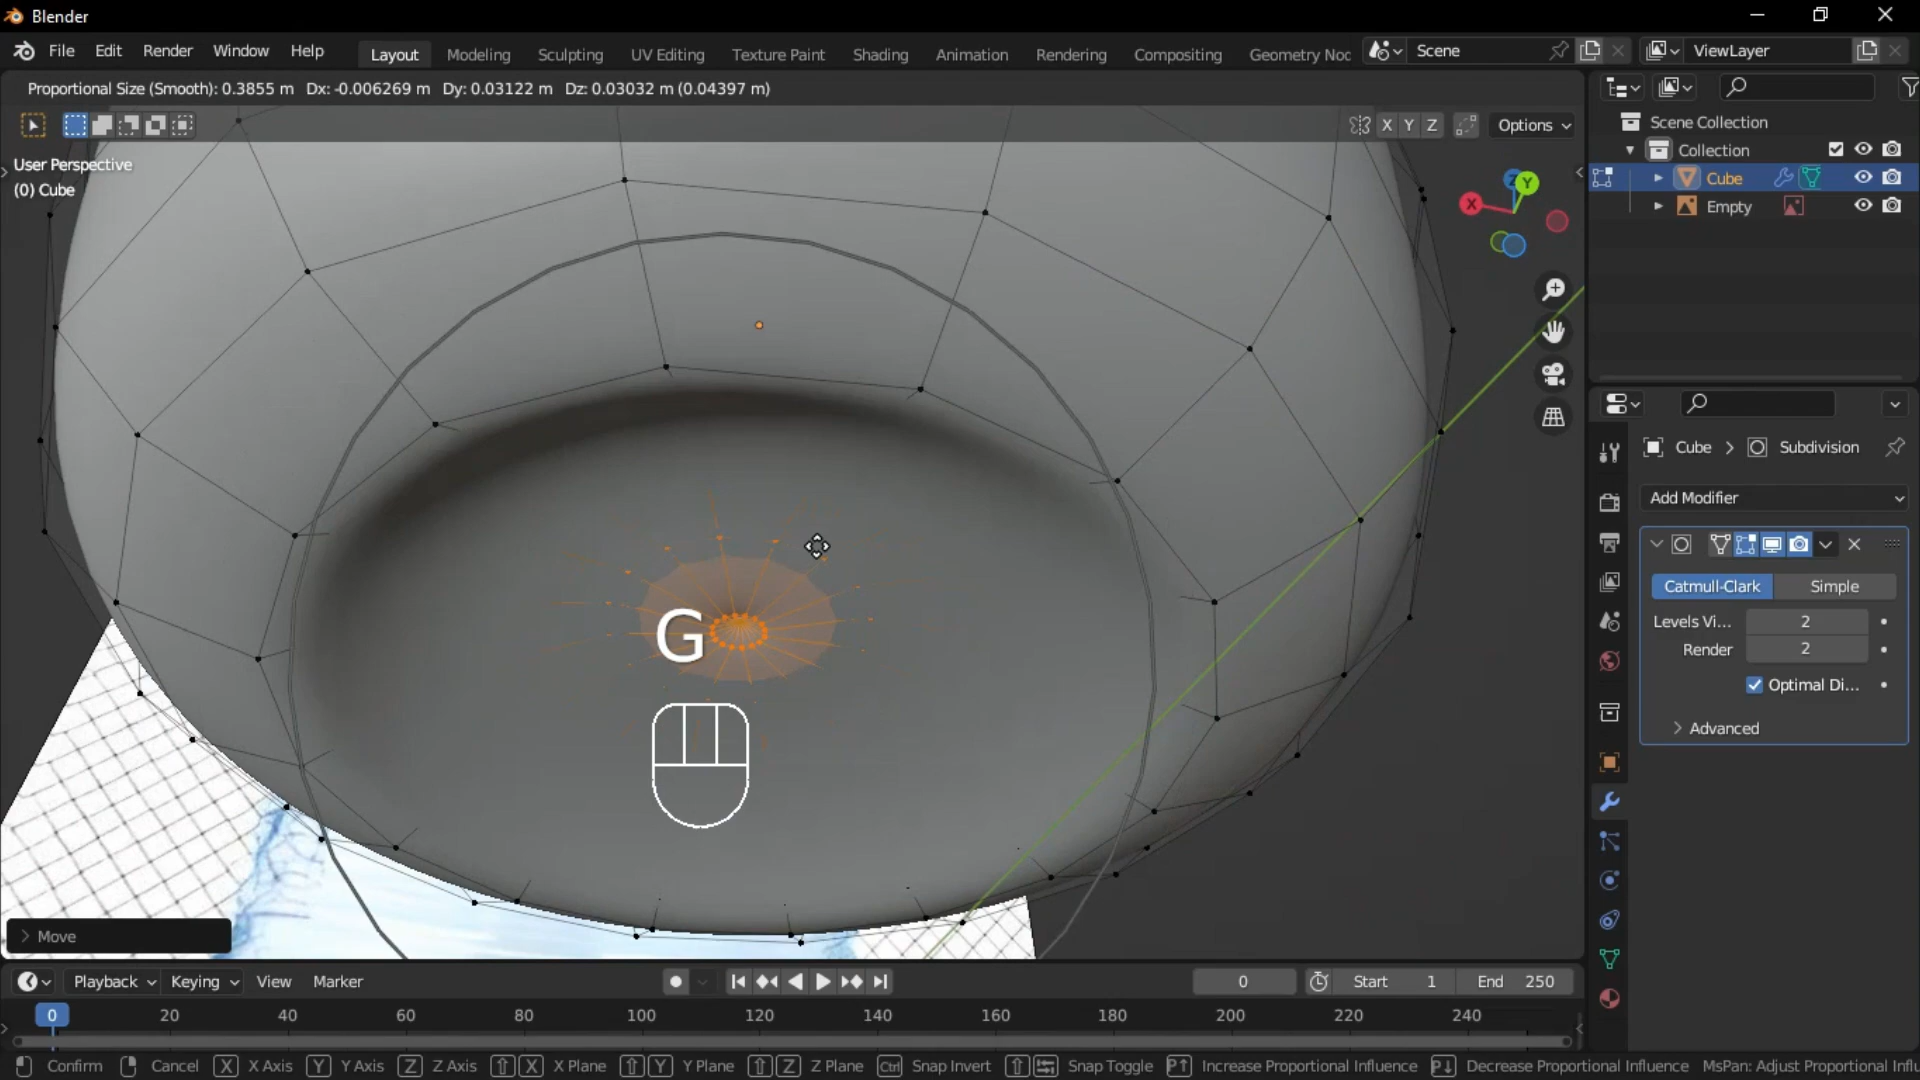 Blender
File Edit Render Window Help Layout Modeling Sculpting UV Editing Texture Paint Shading Animation Rendering Compositing Geometry Noc Scene ViewLayer
Proportional Size (Smooth): 0.3855 m Dx: -0.006269 m Dy: 0.03122 m Dz: 0.03032 m (0.04397 m)
X Y Z Options
User Perspective
(0) Cube
Z Y X
Scene Collection
Collection
Cube
Empty
Cube > Subdivision
Add Modifier
Catmull-Clark Simple
Levels Vi... 2
Render 2
Optimal Di...
Advanced
G
Move
Playback Keying View Marker 0 Start 1 End 250
0 20 40 60 80 100 120 140 160 180 200 220 240
Confirm Cancel X X Axis Y Y Axis Z Z Axis X X Plane Y Y Plane Z Z Plane Ctrl Snap Invert Snap Toggle P↑ Increase Proportional Influence P↓ Decrease Proportional Influence MsPan: Adjust Proportional Influ